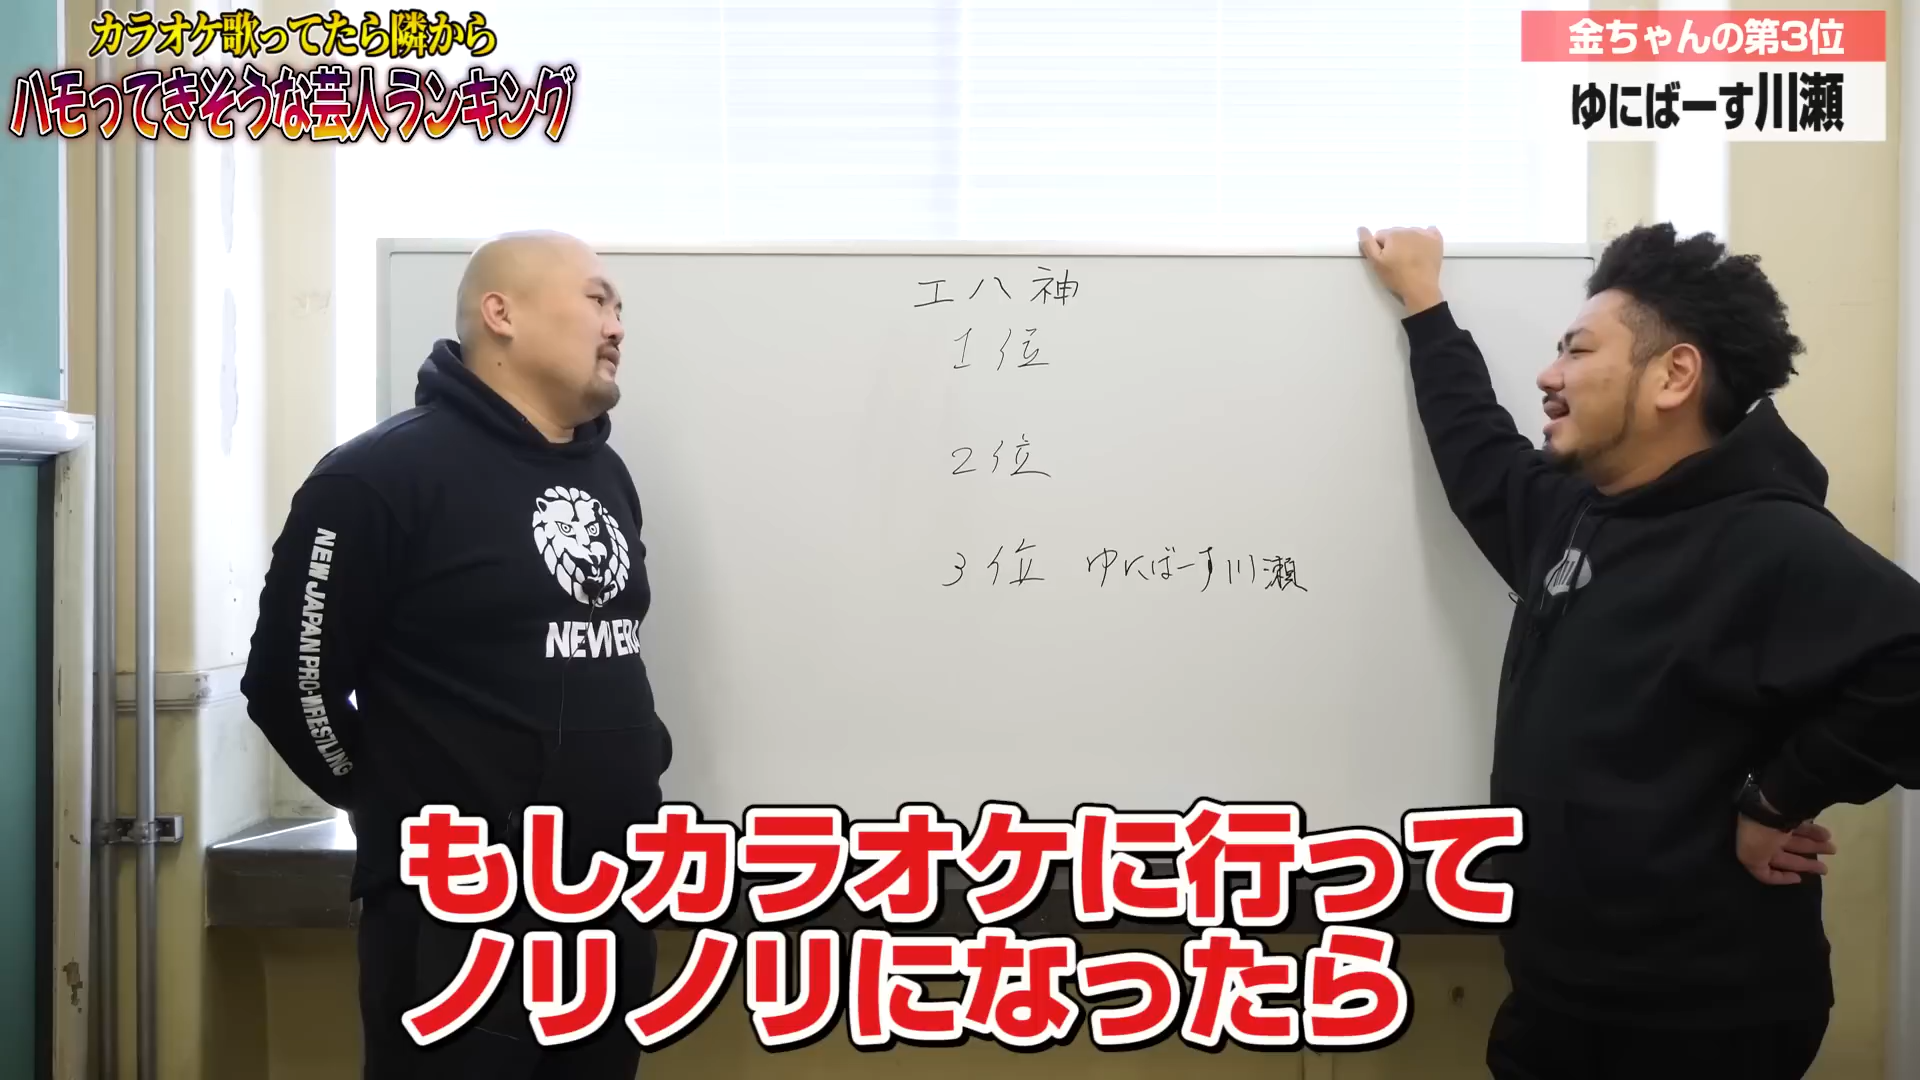 カラオケ歌ってたら隣から
ハモってきそうな芸人ランキング
金ちゃんの第3位
ゆにばーす川瀬
エハ神
1位
2位
3位 ゆにばーす川瀬
NEW JAPAN PRO-WRESTLING
NEW ERA
もしカラオケに行って
ノリノリになったら